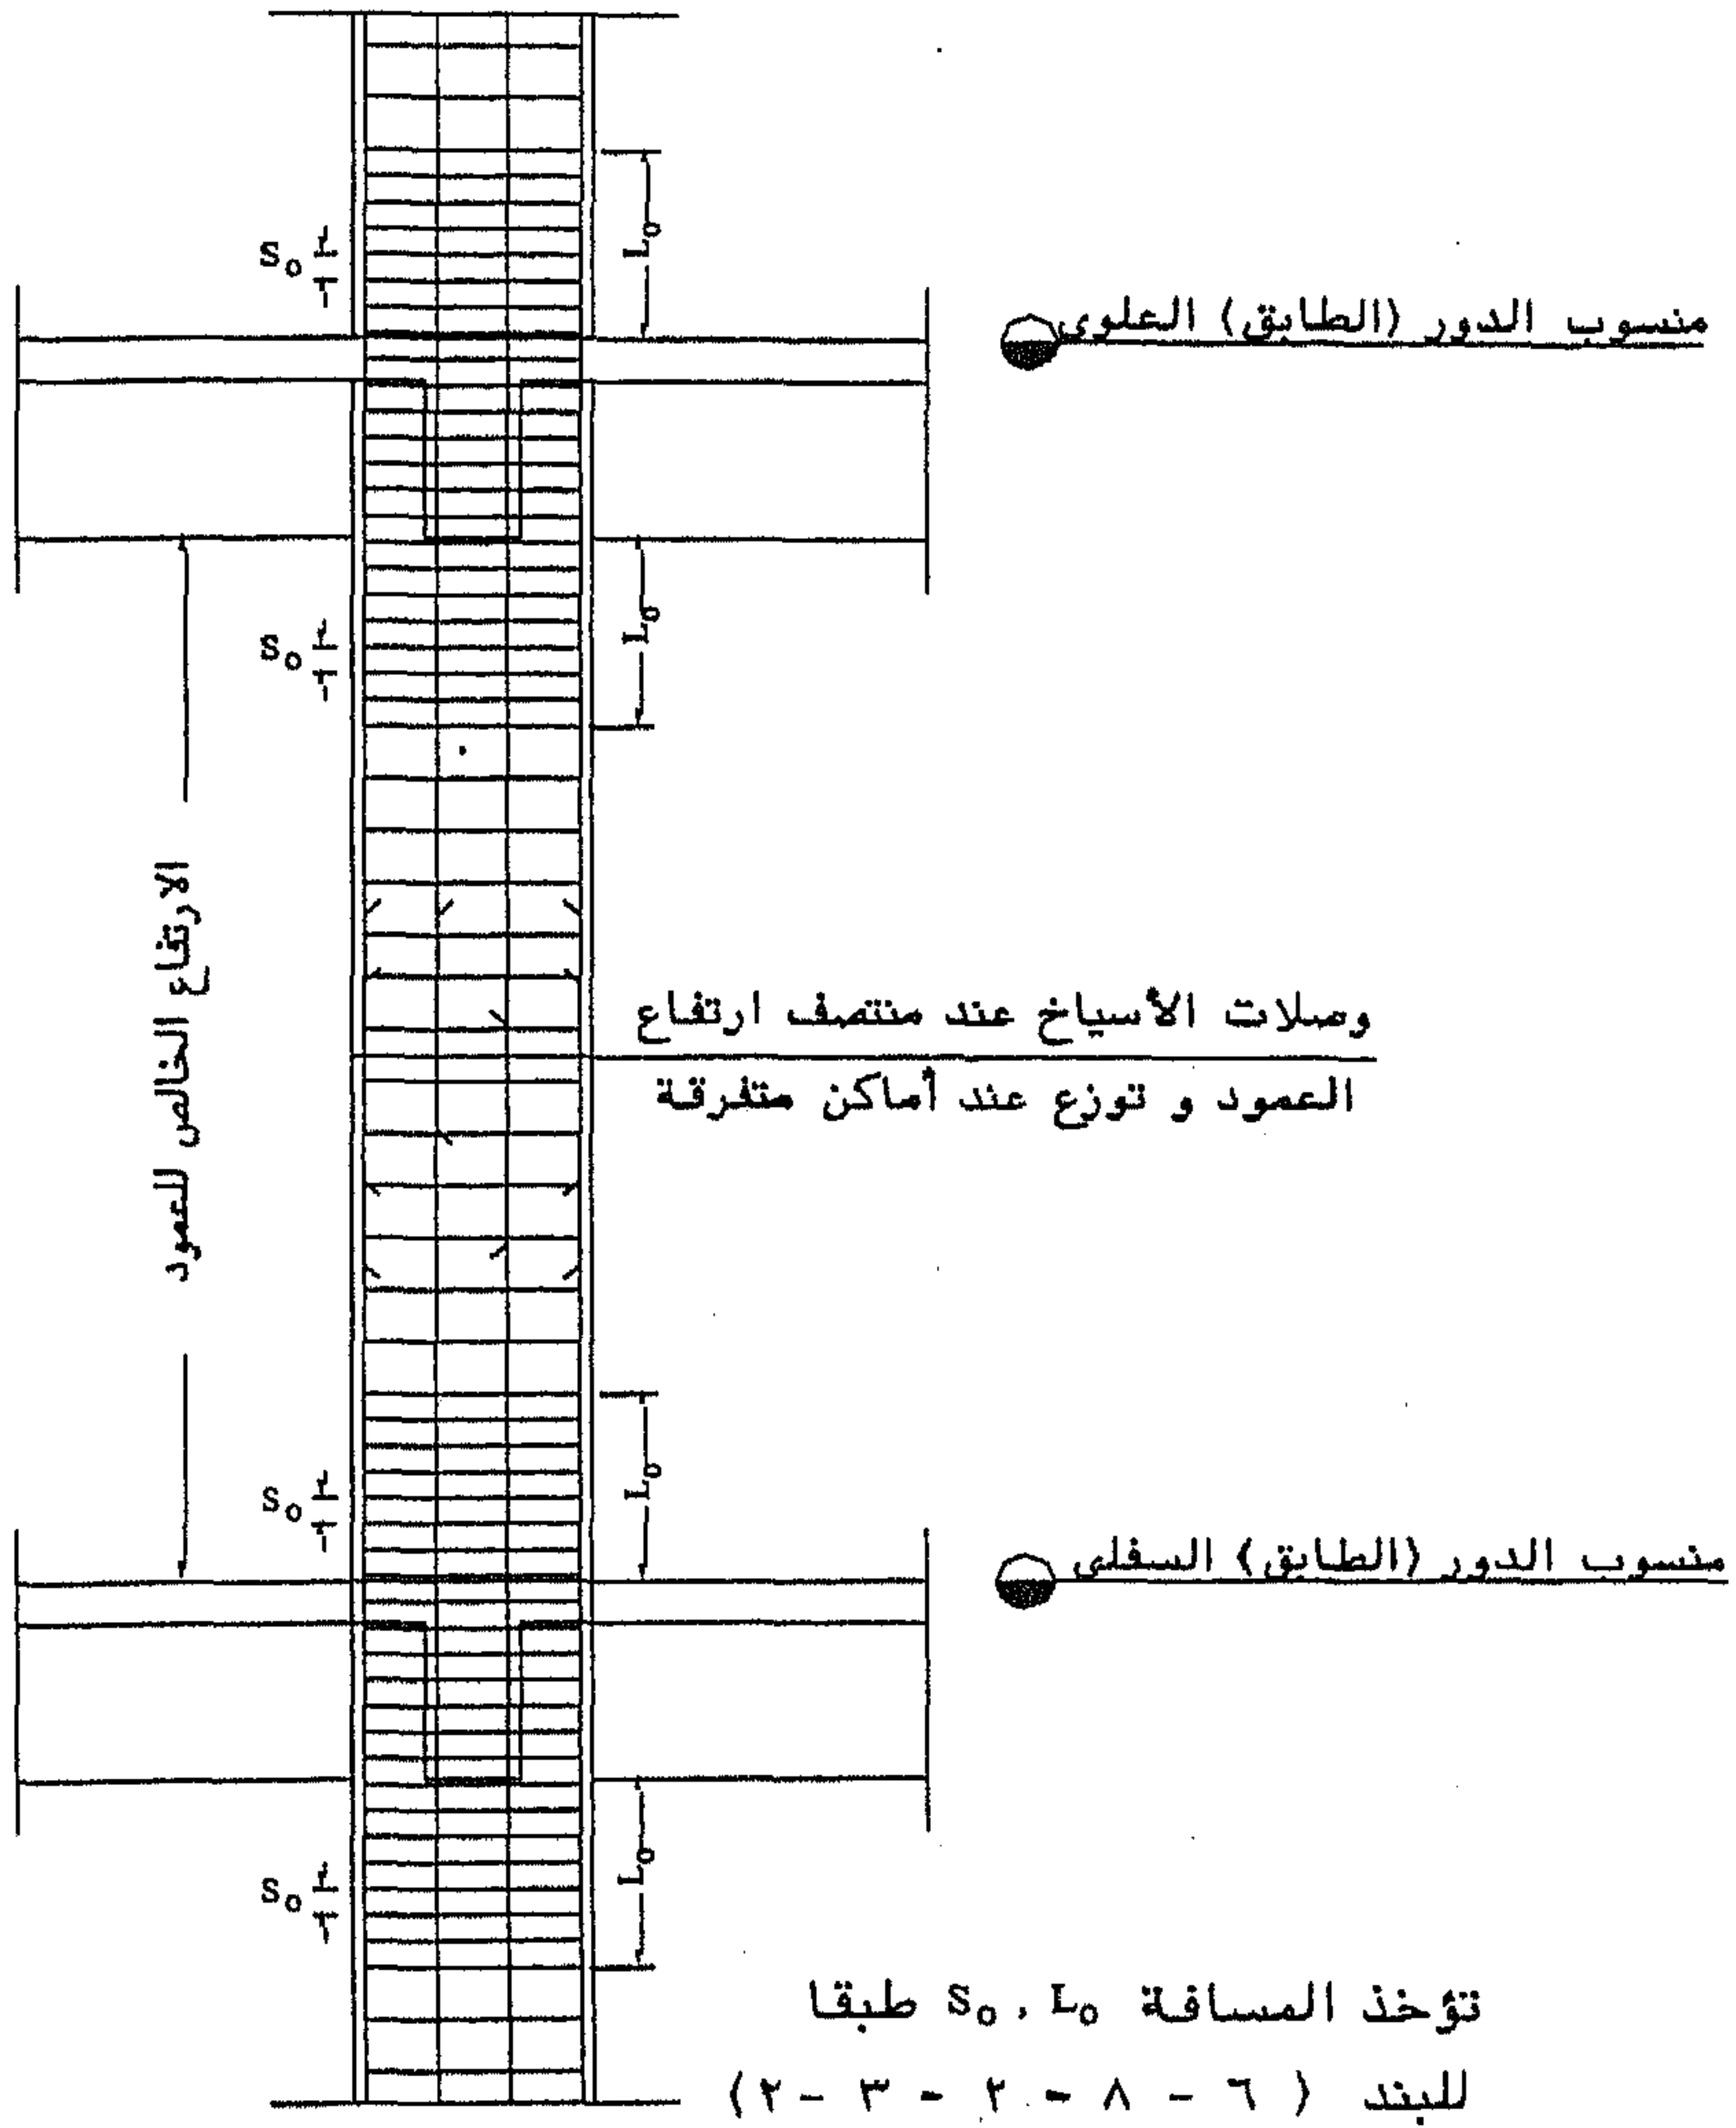 S₀
L₀
منسوب الدور (الطابق) العلوي
S₀
L₀
الارتفاع الخالص للعمود
وصلات الأسياخ عند منتصف ارتفاع
العمود و توزع عند أماكن متفرقة
S₀
L₀
منسوب الدور (الطابق) السفلى
S₀
L₀
تؤخذ المسافة S₀ , L₀ طبقا
للبند ( ٦ - ٨ - ٢ - ٣ - ٢ )